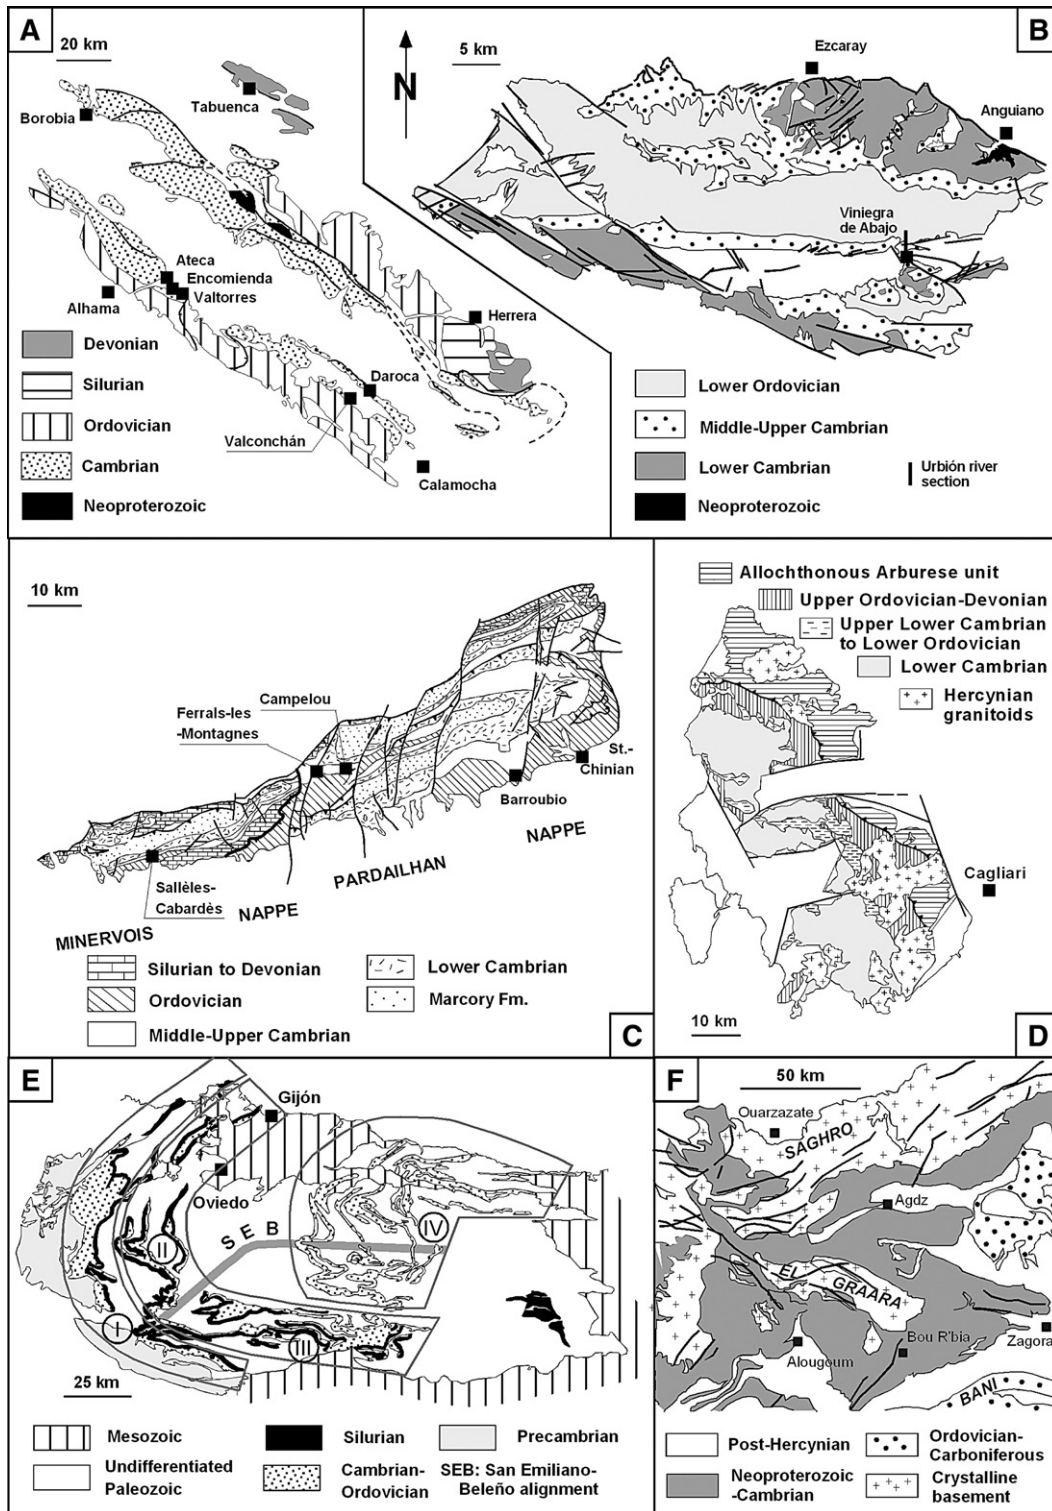 A
20 km
Tabuenca
Borobia
Ateca
Encomienda
Valtorres
Alhama
Herrera
Daroca
Valconchán
Calamocha
Devonian
Silurian
Ordovician
Cambrian
Neoproterozoic
N
B
5 km
Ezcaray
Anguiano
Viniegra
de Abajo
Lower Ordovician
Middle-Upper Cambrian
Lower Cambrian
Neoproterozoic
Urbión river
section
10 km
Campelou
Ferrals-les
-Montagnes
St.-
Chinian
Barroubio
NAPPE
PARDAILHAN
Sallèles-
Cabardès
NAPPE
MINERVOIS
Silurian to Devonian
Ordovician
Middle-Upper Cambrian
Lower Cambrian
Marcory Fm.
C
Allochthonous Arburese unit
Upper Ordovician-Devonian
Upper Lower Cambrian
to Lower Ordovician
Lower Cambrian
Hercynian
granitoids
Cagliari
10 km
D
E
Gijón
Oviedo
S E B
I
II
III
IV
25 km
Mesozoic
Undifferentiated
Paleozoic
Silurian
Cambrian-
Ordovician
Precambrian
SEB: San Emiliano-
Beleño alignment
F
50 km
Ouarzazate
SAGHRO
Agdz
EL
GRAARA
Bou R'bia
Zagora
Alougoum
BANI
Post-Hercynian
Neoproterozoic
-Cambrian
Ordovician-
Carboniferous
Crystalline
basement